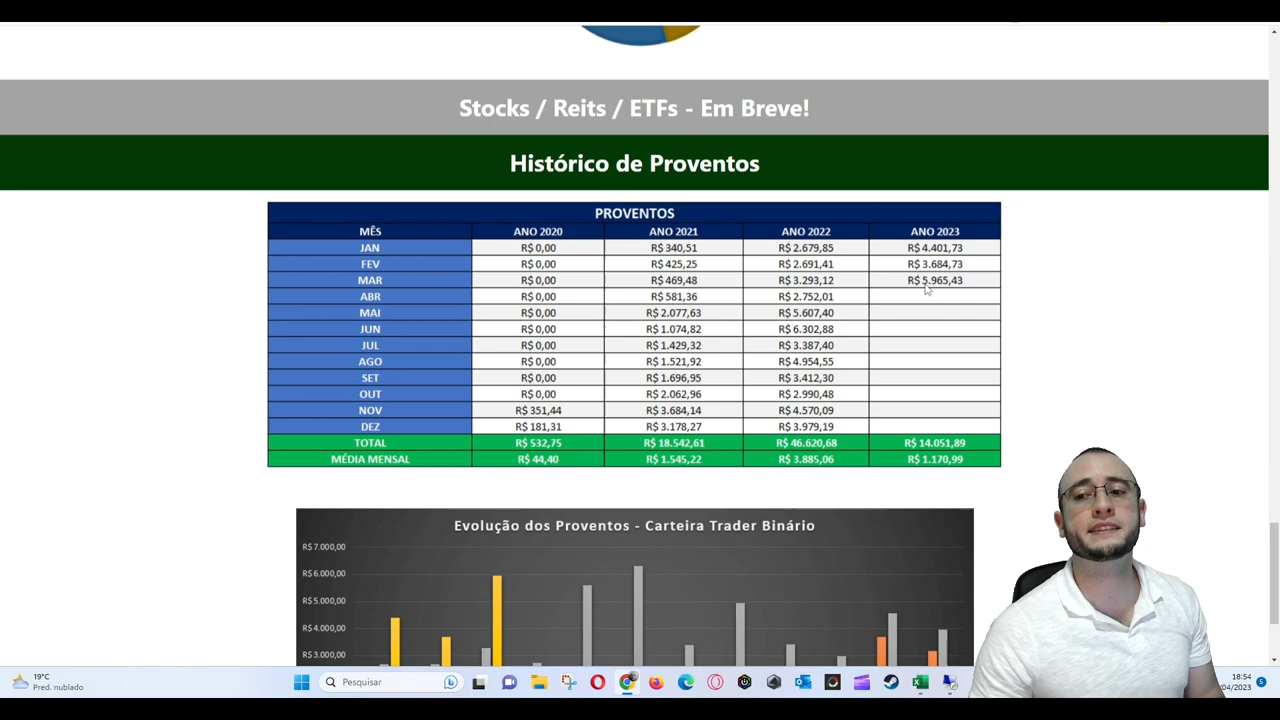 Stocks / Reits / ETFs - Em Breve!
Histórico de Proventos
PROVENTOS
MÊS ANO 2020 ANO 2021 ANO 2022 ANO 2023
JAN R$ 0,00 R$ 340,51 R$ 2.679,85 R$ 4.401,73
FEV R$ 0,00 R$ 425,25 R$ 2.691,41 R$ 3.684,73
MAR R$ 0,00 R$ 469,48 R$ 3.293,12 R$ 5.965,43
ABR R$ 0,00 R$ 581,36 R$ 2.752,01
MAI R$ 0,00 R$ 2.077,63 R$ 5.607,40
JUN R$ 0,00 R$ 1.074,82 R$ 6.302,88
JUL R$ 0,00 R$ 1.429,32 R$ 3.387,40
AGO R$ 0,00 R$ 1.521,92 R$ 4.954,55
SET R$ 0,00 R$ 1.696,95 R$ 3.412,30
OUT R$ 0,00 R$ 2.062,96 R$ 2.990,48
NOV R$ 351,44 R$ 3.684,14 R$ 4.570,09
DEZ R$ 181,31 R$ 3.178,27 R$ 3.979,19
TOTAL R$ 532,75 R$ 18.542,61 R$ 46.620,68 R$ 14.051,89
MÉDIA MENSAL R$ 44,40 R$ 1.545,22 R$ 3.885,06 R$ 1.170,99
Evolução dos Proventos - Carteira Trader Binário
R$ 7.000,00
R$ 6.000,00
R$ 5.000,00
R$ 4.000,00
R$ 3.000,00
19°C
Pred. nublado
Pesquisar
18:54
/04/2023
5